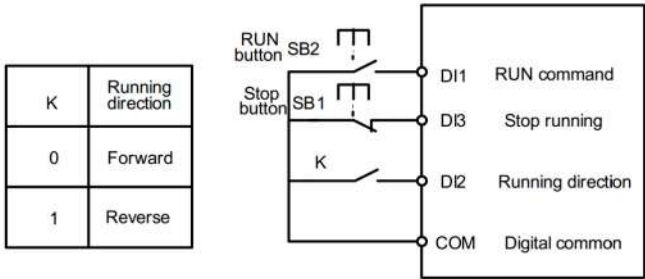 K
Running
direction
0
Forward
1
Reverse
RUN
button SB2
DI1 RUN command
Stop
button SB1
DI3 Stop running
K
DI2 Running direction
COM Digital common